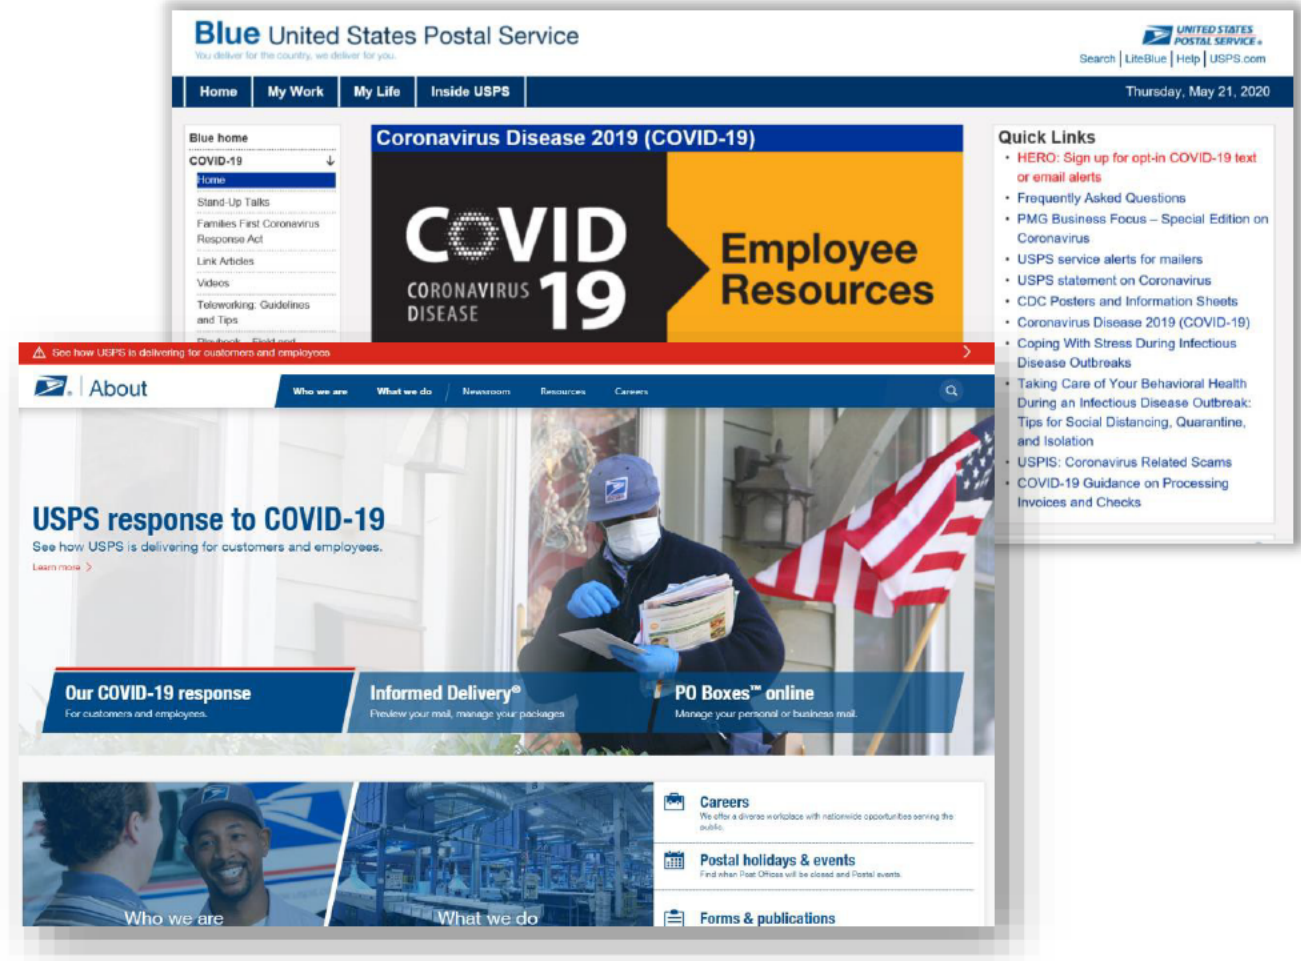 Blue United States Postal Service
You deliver for the country, we deliver for you.
UNITED STATES
POSTAL SERVICE
Search | LiteBlue | Help | USPS.com
Home
My Work
My Life
Inside USPS
Thursday, May 21, 2020
Blue home
COVID-19
Home
Stand-Up Talks
Families First Coronavirus
Response Act
Link Articles
Videos
Teleworking: Guidelines
and Tips
Playbook – Field and
Coronavirus Disease 2019 (COVID-19)
COVID
19
CORONAVIRUS
DISEASE
Employee
Resources
Quick Links
• HERO: Sign up for opt-in COVID-19 text
or email alerts
• Frequently Asked Questions
• PMG Business Focus – Special Edition on
Coronavirus
• USPS service alerts for mailers
• USPS statement on Coronavirus
• CDC Posters and Information Sheets
• Coronavirus Disease 2019 (COVID-19)
• Coping With Stress During Infectious
Disease Outbreaks
• Taking Care of Your Behavioral Health
During an Infectious Disease Outbreak:
Tips for Social Distancing, Quarantine,
and Isolation
• USPIS: Coronavirus Related Scams
• COVID-19 Guidance on Processing
Invoices and Checks
See how USPS is delivering for customers and employees
About
Who we are
What we do
Newsroom
Resources
Careers
USPS response to COVID-19
See how USPS is delivering for customers and employees.
Learn more
Our COVID-19 response
For customers and employees.
Informed Delivery®
Preview your mail, manage your packages
PO Boxes™ online
Manage your personal or business mail.
Who we are
What we do
Careers
We offer a diverse workplace with nationwide opportunities serving the
public.
Postal holidays & events
Find when Post Offices will be closed and Postal events.
Forms & publications